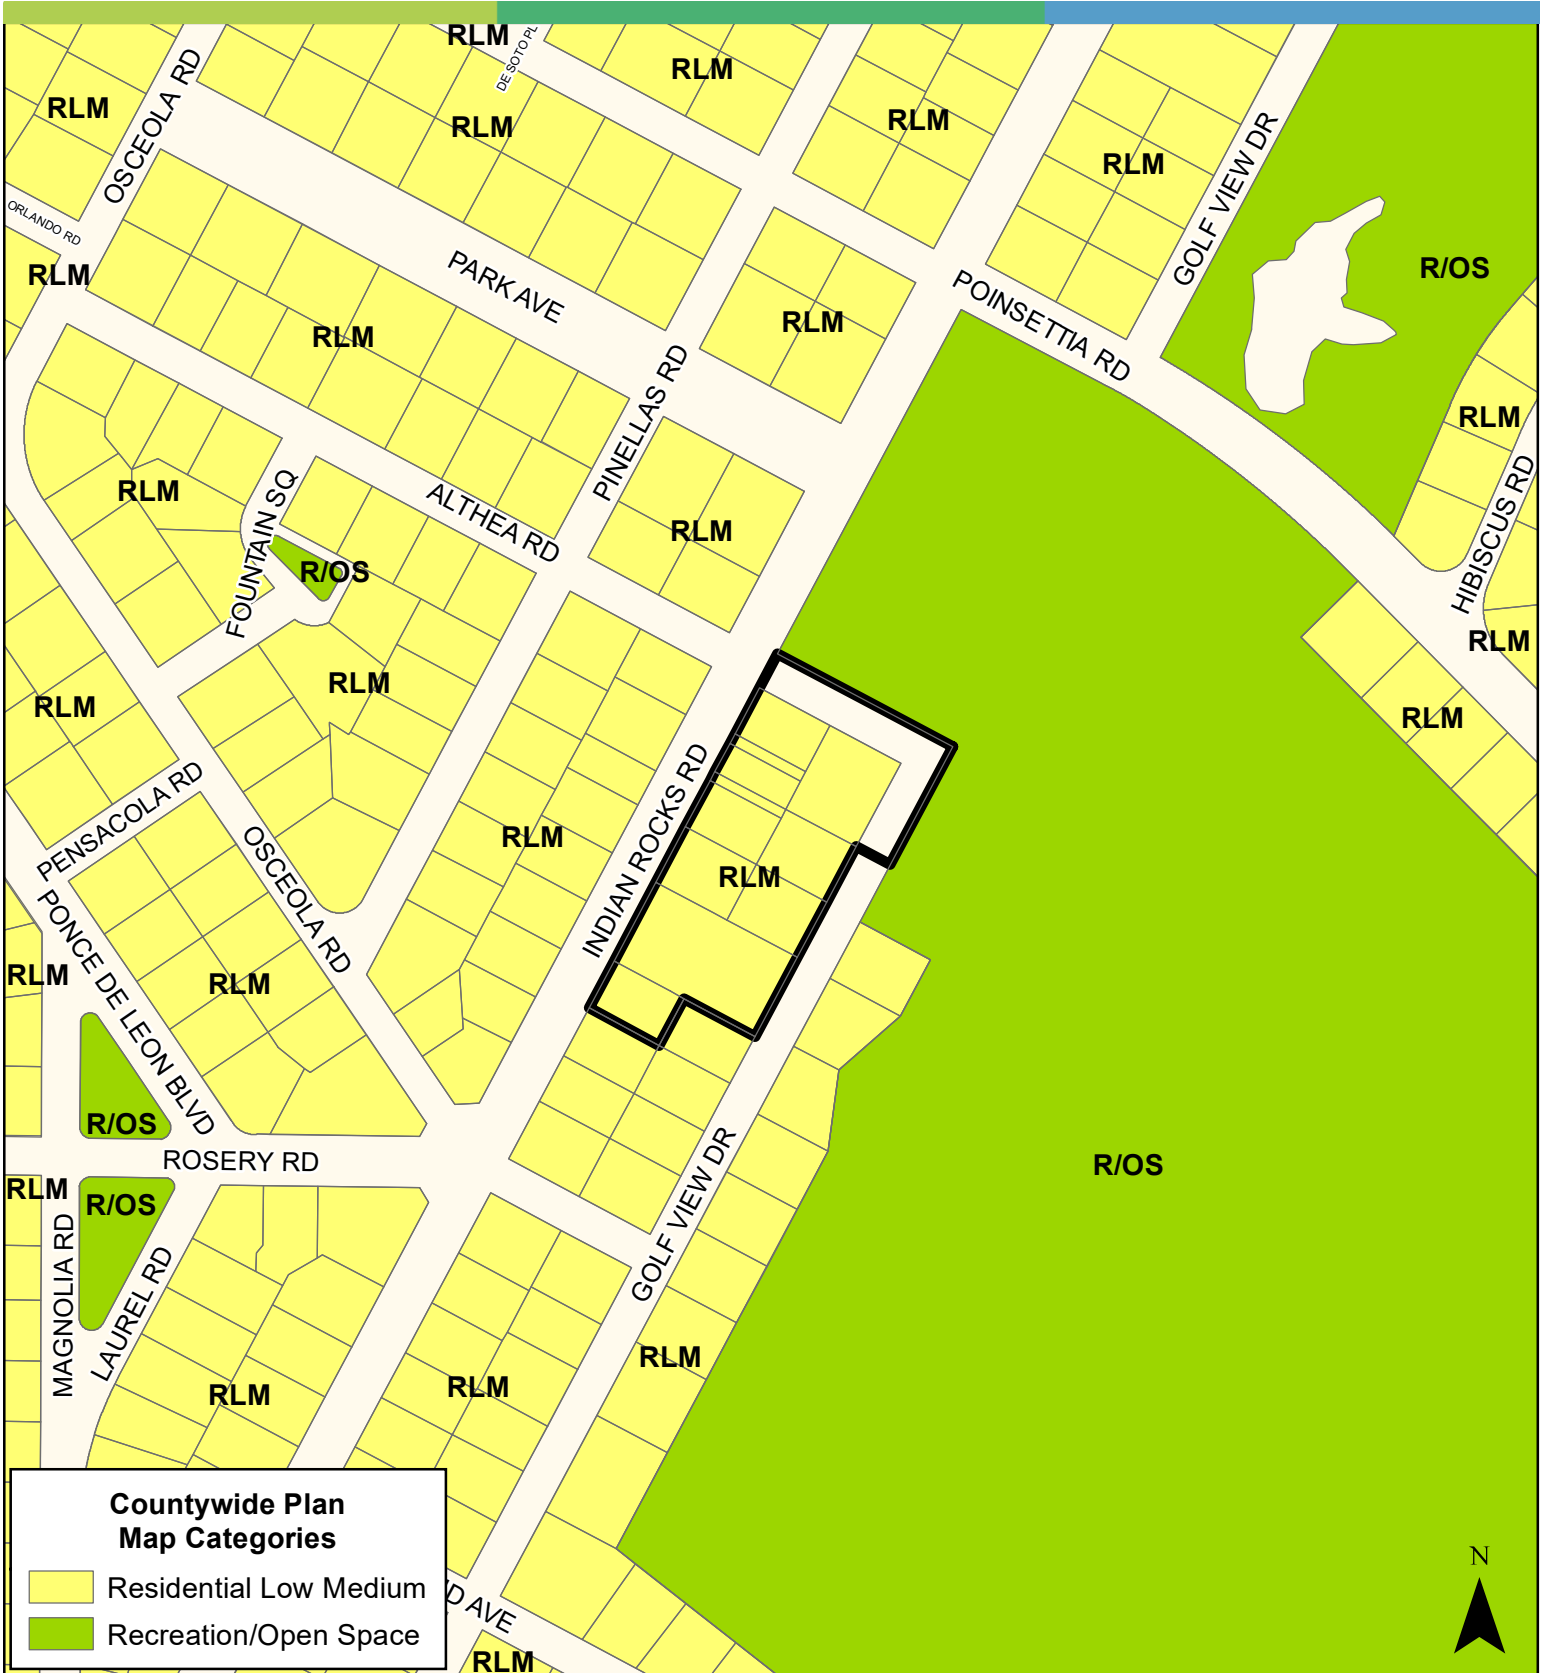 RLM
DE SOTO PL
RLM
RLM
RLM
RLM
RLM
OSCEOLA RD
GOLF VIEW DR
ORLANDO RD
RLM
PARK AVE
POINSETTIA RD
R/OS
RLM
RLM
PINELLAS RD
RLM
RLM
FOUNTAIN SQ
ALTHEA RD
RLM
HIBISCUS RD
R/OS
RLM
RLM
RLM
RLM
PENSACOLA RD
INDIAN ROCKS RD
RLM
OSCEOLA RD
RLM
PONCE DE LEON BLVD
RLM
RLM
R/OS
ROSERY RD
R/OS
RLM
R/OS
GOLF VIEW DR
MAGNOLIA RD
LAUREL RD
RLM
RLM
RLM
Countywide Plan
Map Categories
Residential Low Medium
Recreation/Open Space
AVE
RLM
N